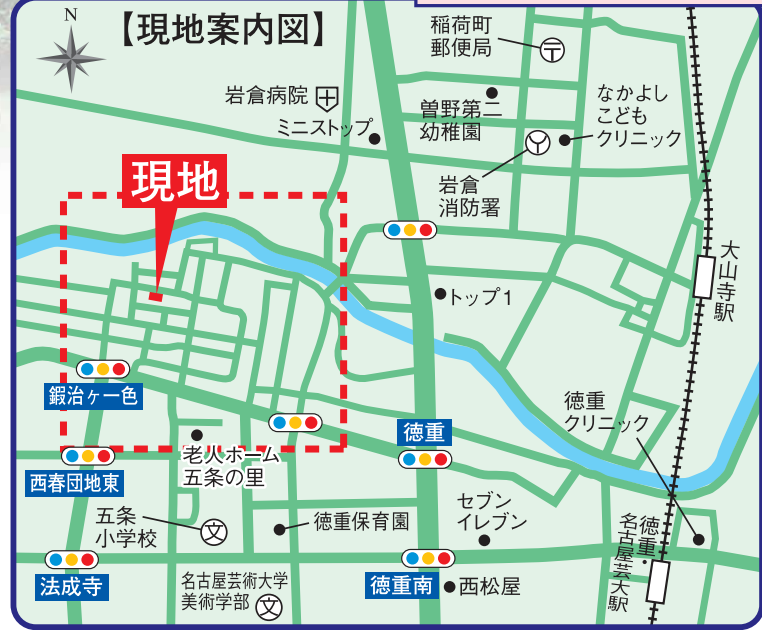 N
【現地案内図】
稲荷町
郵便局
岩倉病院
ミニストップ
曽野第二
幼稚園
なかよし
こども
クリニック
岩倉
消防署
現地
大山寺駅
トップ1
鍛治ヶ一色
徳重
クリニック
徳重
老人ホーム
五条の里
西春団地東
五条
小学校
文
徳重保育園
セブン
イレブン
徳重・
名古屋芸大駅
法成寺
名古屋芸術大学
美術学部
文
徳重南
西松屋